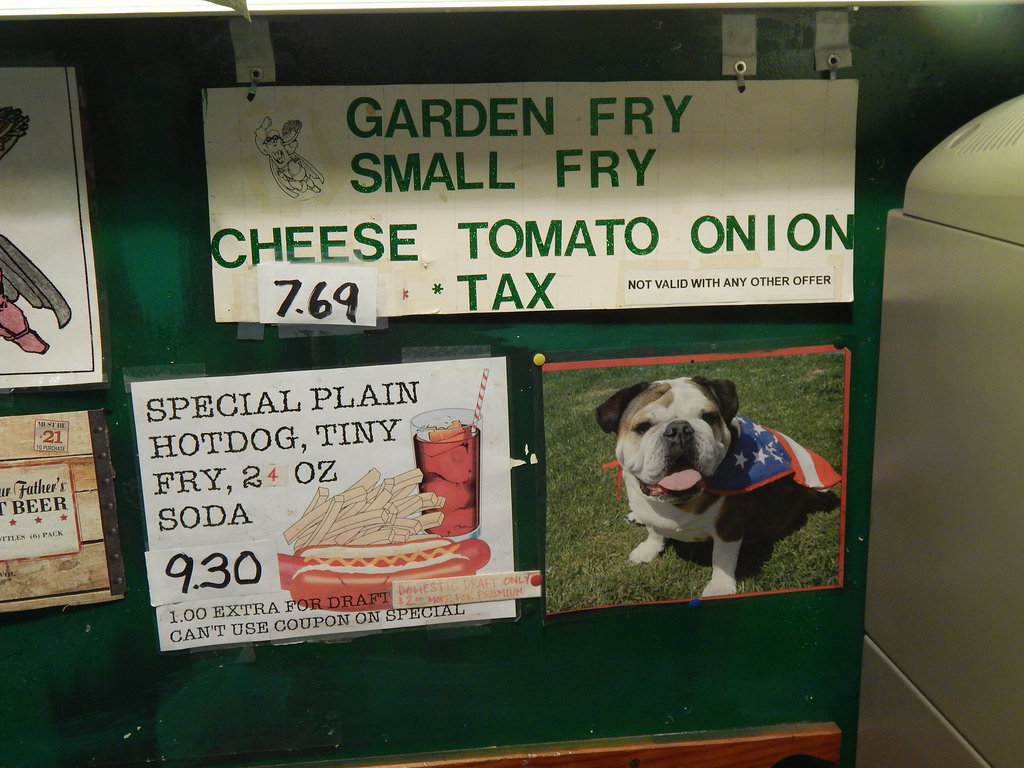 GARDEN FRY
SMALL FRY
CHEESE TOMATO ONION
7.69 * * TAX
NOT VALID WITH ANY OTHER OFFER
SPECIAL PLAIN
HOTDOG, TINY
FRY, 24 OZ
SODA
9.30
DOMESTIC DRAFT ONLY
$2.00 MORE FOR PREMIUM
1.00 EXTRA FOR DRAFT
CAN'T USE COUPON ON SPECIAL
MUST BE
21
TO PURCHASE
ur Father's
T BEER
TTLES (6) PACK